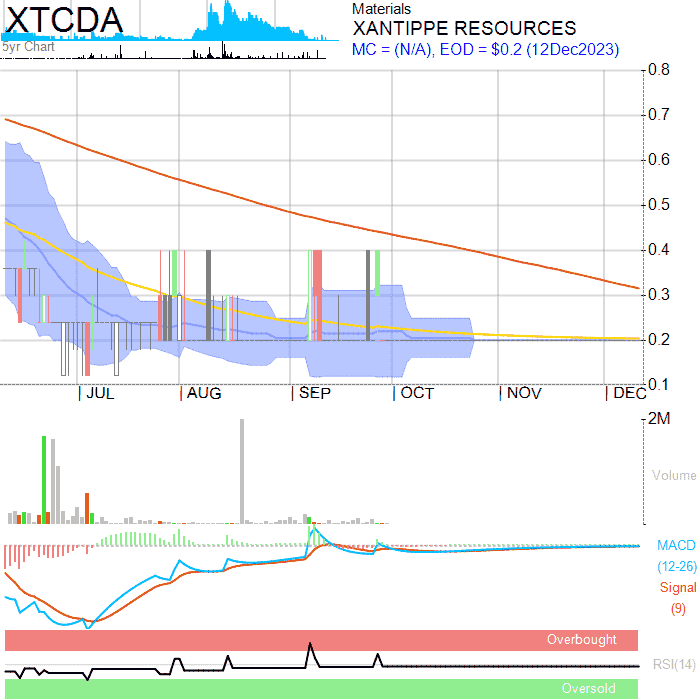 XTCDA
5yr Chart
Materials
XANTIPPE RESOURCES
MC = (N/A), EOD = $0.2 (12Dec2023)
0.8
0.7
0.6
0.5
0.4
0.3
0.2
0.1
| JUL | AUG | SEP | OCT | NOV | DEC
2M
Volume
MACD
(12-26)
Signal
(9)
Overbought
RSI(14)
Oversold